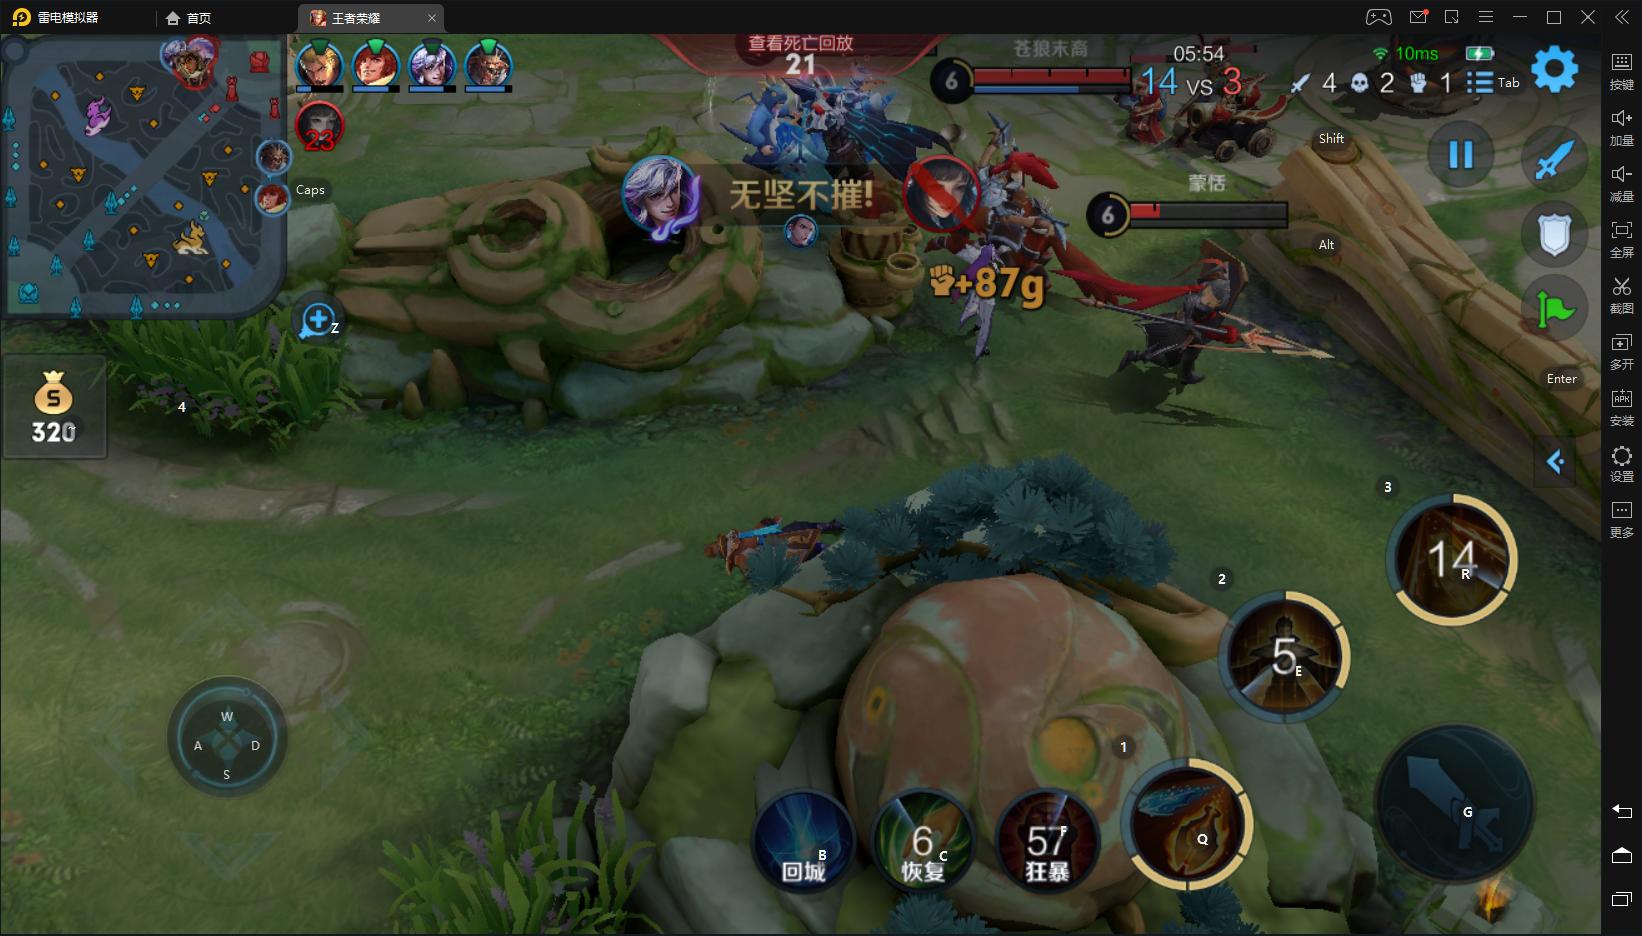 雷电模拟器
首页
王者荣耀
查看死亡回放
21
苍狼末裔
6
05:54
14 vs 3
10ms
4
2
1
Tab
23
Caps
无坚不摧!
蒙恬
6
+87g
Shift
Alt
Enter
Z
320
~
4
W
A
D
S
3
14
R
2
5
E
1
Q
G
B
回城
6
C
恢复
57
F
狂暴
按键
加量
减量
全屏
截图
多开
APK
安装
设置
更多